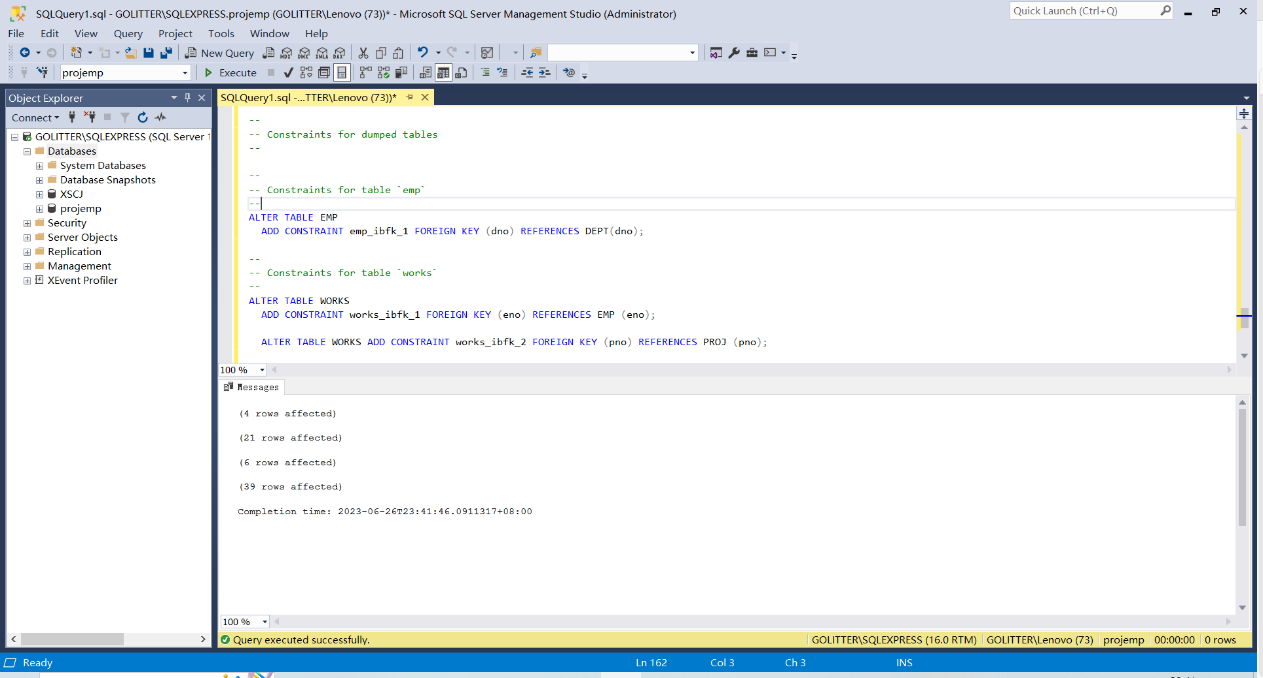 SQLQuery1.sql - GOLITTER\SQLEXPRESS.projemp (GOLITTER\Lenovo (73))* - Microsoft SQL Server Management Studio (Administrator)
Quick Launch (Ctrl+Q)
File Edit View Query Project Tools Window Help
New Query
projemp
Execute
Object Explorer
SQLQuery1.sql -...TTER\Lenovo (73))*
Connect
GOLITTER\SQLEXPRESS (SQL Server 1
Databases
System Databases
Database Snapshots
XSCJ
projemp
Security
Server Objects
Replication
Management
XEvent Profiler
--
-- Constraints for dumped tables
--
--
-- Constraints for table `emp`
--
ALTER TABLE EMP
ADD CONSTRAINT emp_ibfk_1 FOREIGN KEY (dno) REFERENCES DEPT(dno);
--
-- Constraints for table `works`
--
ALTER TABLE WORKS
ADD CONSTRAINT works_ibfk_1 FOREIGN KEY (eno) REFERENCES EMP (eno);
ALTER TABLE WORKS ADD CONSTRAINT works_ibfk_2 FOREIGN KEY (pno) REFERENCES PROJ (pno);
100 %
Messages
(4 rows affected)
(21 rows affected)
(6 rows affected)
(39 rows affected)
Completion time: 2023-06-26T23:41:46.0911317+08:00
100 %
Query executed successfully.
GOLITTER\SQLEXPRESS (16.0 RTM) GOLITTER\Lenovo (73) projemp 00:00:00 0 rows
Ready Ln 162 Col 3 Ch 3 INS